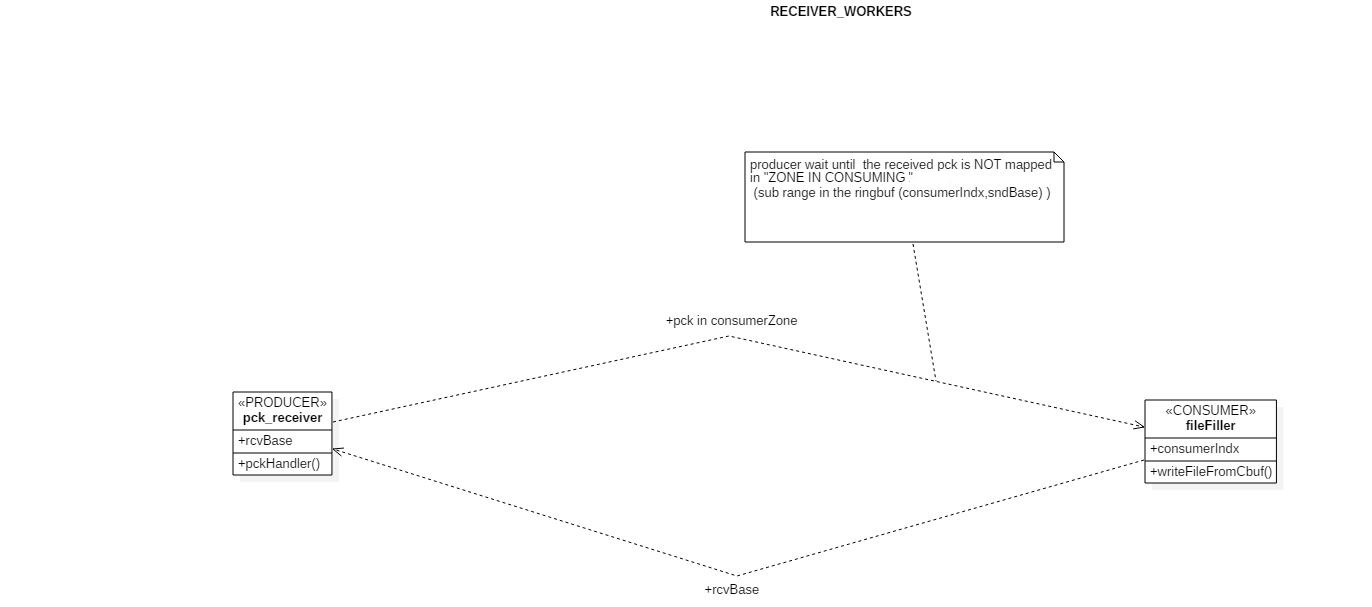 RECEIVER_WORKERS
producer wait until  the received pck is NOT mapped
in "ZONE IN CONSUMING "
(sub range in the ringbuf (consumerIndx,sndBase) )
+pck in consumerZone
«PRODUCER»
pck_receiver
+rcvBase
+pckHandler()
«CONSUMER»
fileFiller
+consumerIndx
+writeFileFromCbuf()
+rcvBase